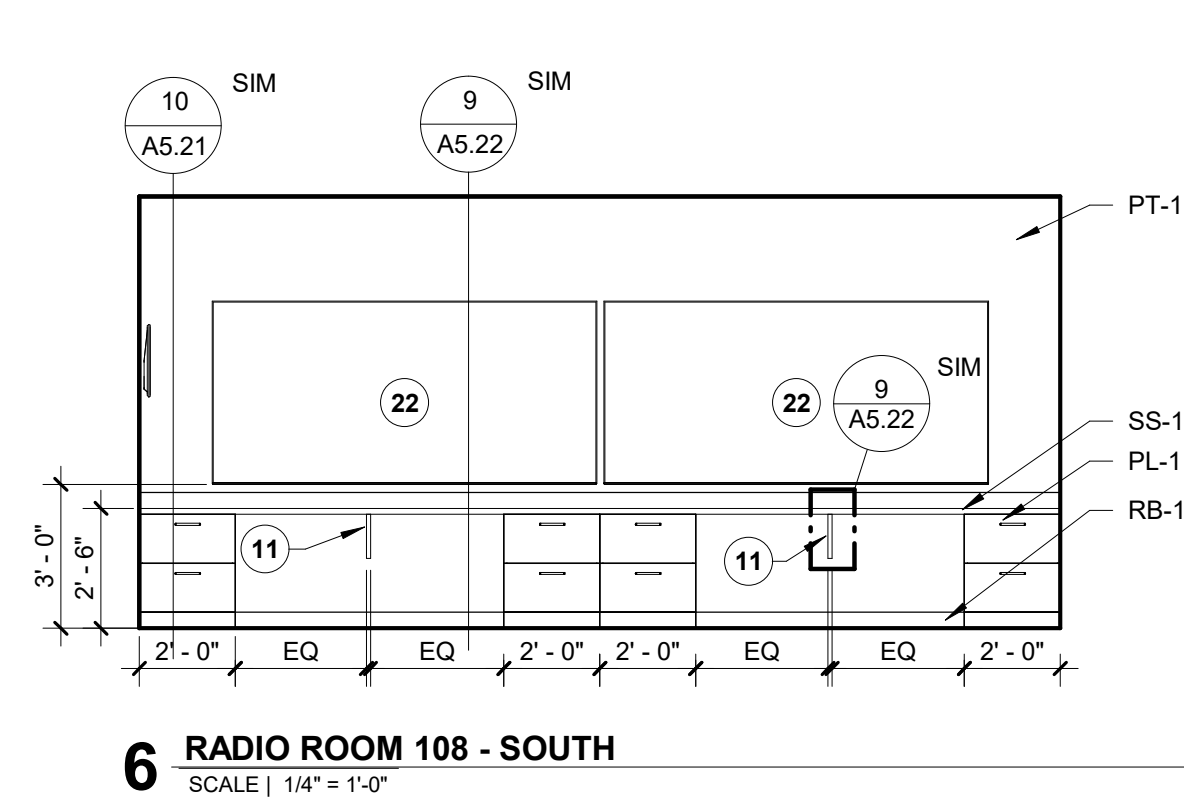 10
A5.21
SIM
9
A5.22
SIM
PT-1
22
22
9
A5.22
SIM
SS-1
PL-1
RB-1
11
11
3' - 0"
2' - 6"
2' - 0"
EQ
EQ
2' - 0"
2' - 0"
EQ
EQ
2' - 0"
6
RADIO ROOM 108 - SOUTH
SCALE | 1/4" = 1'-0"